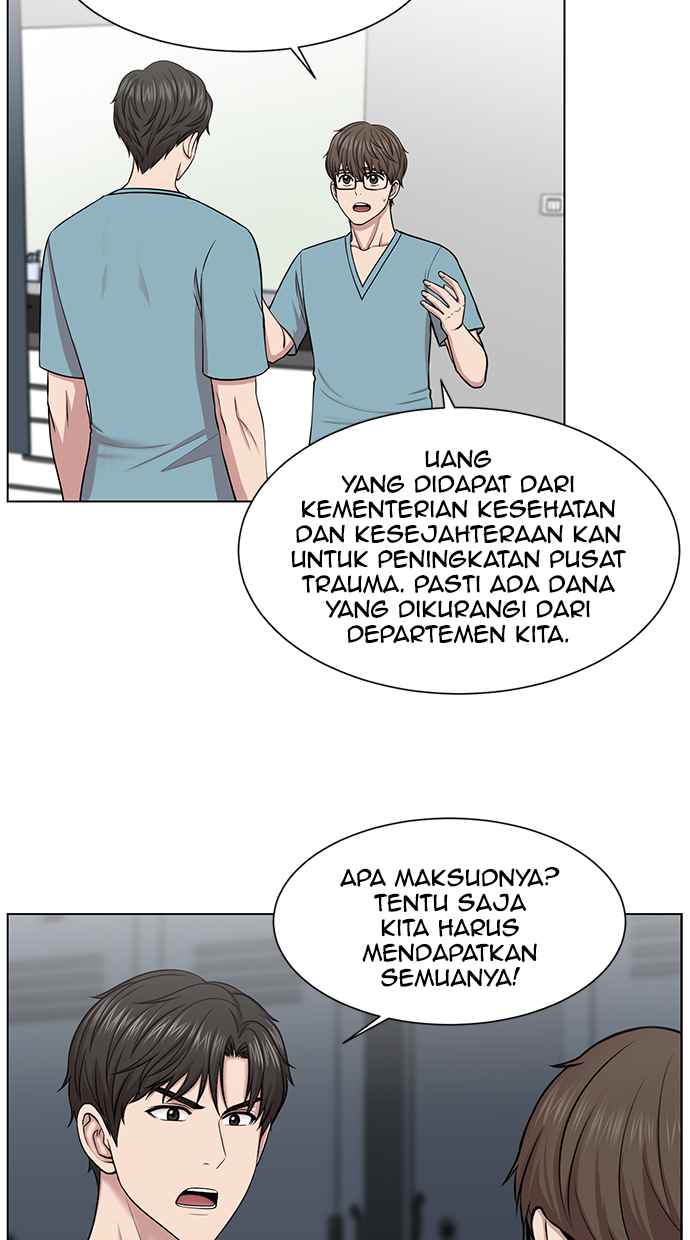 UANG
YANG DIDAPAT DARI
KEMENTERIAN KESEHATAN
DAN KESEJAHTERAAN KAN
UNTUK PENINGKATAN PUSAT
TRAUMA. PASTI ADA DANA
YANG DIKURANGI DARI
DEPARTEMEN KITA.
APA MAKSUDNYA?
TENTU SAJA
KITA HARUS
MENDAPATKAN
SEMUANYA!